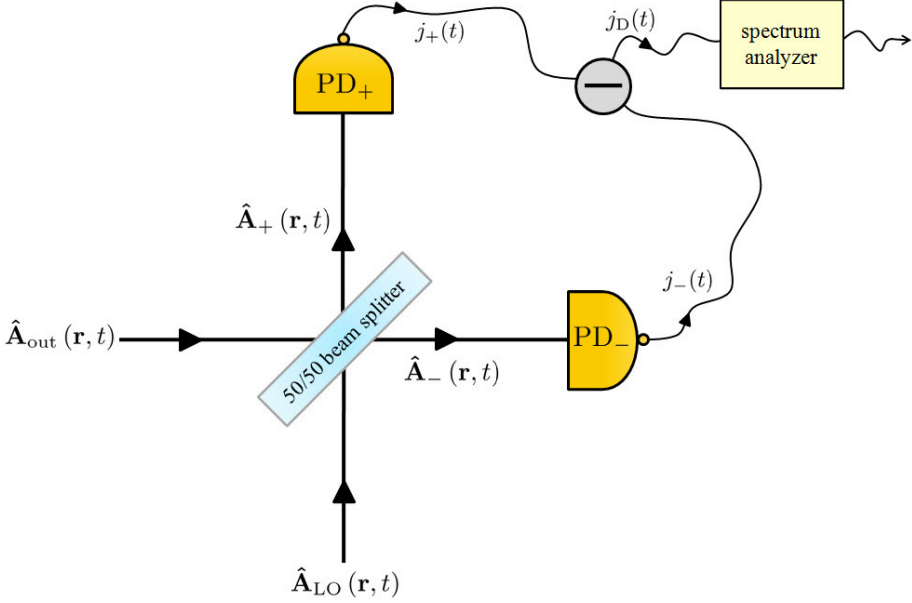 j₊(t)
j_D(t)
spectrum
analyzer
PD₊
−
Â₊ (r, t)
j₋(t)
Â_out (r, t)
50/50 beam splitter
PD₋
Â₋ (r, t)
Â_LO (r, t)